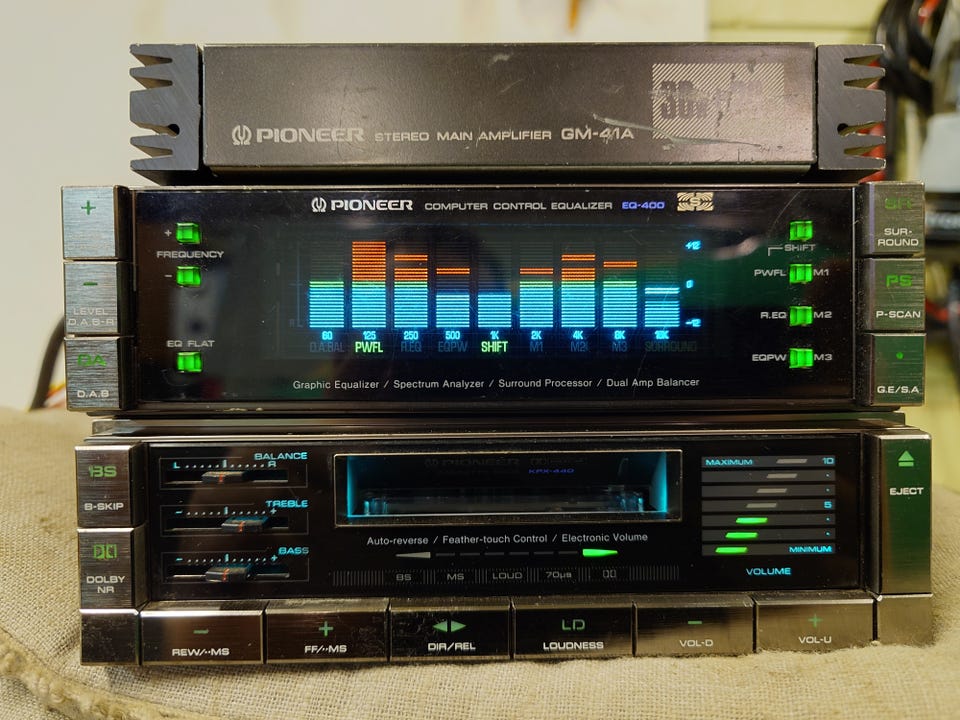 PIONEER STEREO MAIN AMPLIFIER GM-41A
PIONEER COMPUTER CONTROL EQUALIZER EQ-400
+
FREQUENCY
−
EQ FLAT
+
−
LEVEL
D.A.B-R
DA
D.A.B
+12
0
−12
60 125 250 500 1K 2K 4K 8K 16K
D.A.BAL PWFL R.EQ EQPW SHIFT M1 M2 M3 SURROUND
Graphic Equalizer / Spectrum Analyzer / Surround Processor / Dual Amp Balancer
SHIFT
PWFL M1
R.EQ M2
EQPW M3
SUR-
ROUND
PS
P-SCAN
G.E/S.A
BS
B-SKIP
DOLBY
NR
BALANCE
L R
TREBLE
− +
BASS
− +
PIONEER
KPX-440
Auto-reverse / Feather-touch Control / Electronic Volume
BS MS LOUD 70µs
MAXIMUM 10
5
MINIMUM
VOLUME
EJECT
−
REW/··MS
+
FF/··MS
DIR/REL
LD
LOUDNESS
−
VOL-D
+
VOL-U